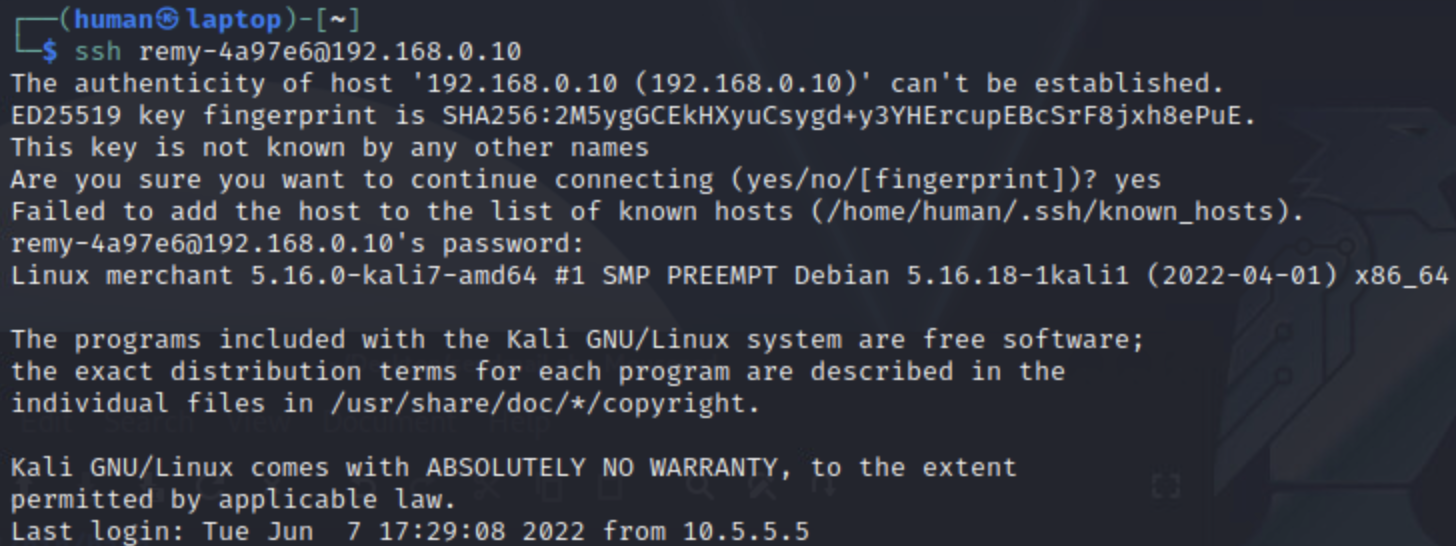 ┌──(human㉿laptop)-[~]
└─$ ssh remy-4a97e6@192.168.0.10
The authenticity of host '192.168.0.10 (192.168.0.10)' can't be established.
ED25519 key fingerprint is SHA256:2M5ygGCEkHXyuCsygd+y3YHErcupEBcSrF8jxh8ePuE.
This key is not known by any other names
Are you sure you want to continue connecting (yes/no/[fingerprint])? yes
Failed to add the host to the list of known hosts (/home/human/.ssh/known_hosts).
remy-4a97e6@192.168.0.10's password:
Linux merchant 5.16.0-kali7-amd64 #1 SMP PREEMPT Debian 5.16.18-1kali1 (2022-04-01) x86_64
The programs included with the Kali GNU/Linux system are free software;
the exact distribution terms for each program are described in the
individual files in /usr/share/doc/*/copyright.
Edit Search View Document Help
Kali GNU/Linux comes with ABSOLUTELY NO WARRANTY, to the extent
permitted by applicable law.
Last login: Tue Jun  7 17:29:08 2022 from 10.5.5.5